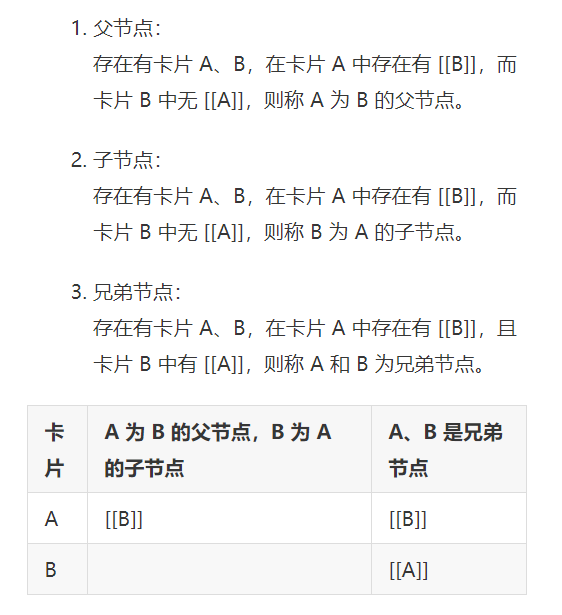 1. 父节点：
存在有卡片 A、B，在卡片 A 中存在有 [[B]]，而
卡片 B 中无 [[A]]，则称 A 为 B 的父节点。
2. 子节点：
存在有卡片 A、B，在卡片 A 中存在有 [[B]]，而
卡片 B 中无 [[A]]，则称 B 为 A 的子节点。
3. 兄弟节点：
存在有卡片 A、B，在卡片 A 中存在有 [[B]]，且
卡片 B 中有 [[A]]，则称 A 和 B 为兄弟节点。
卡 A 为 B 的父节点，B 为 A A、B 是兄弟
片 的子节点 节点
A [[B]] [[B]]
B [[A]]